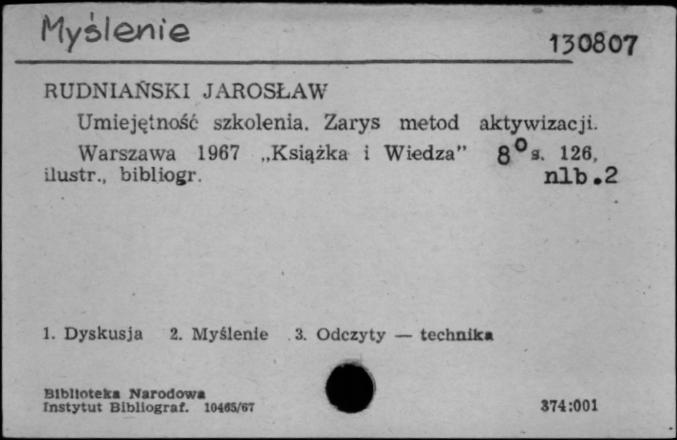 Myślenie
130807
RUDNIAŃSKI JAROSŁAW
Umiejętność szkolenia. Zarys metod aktywizacji.
Warszawa 1967 „Książka i Wiedza” 8° s. 126,
ilustr., bibliogr. nlb.2
1. Dyskusja 2. Myślenie 3. Odczyty — technika
Biblioteka Narodowa
Instytut Bibliograf. 10465/67
374:001